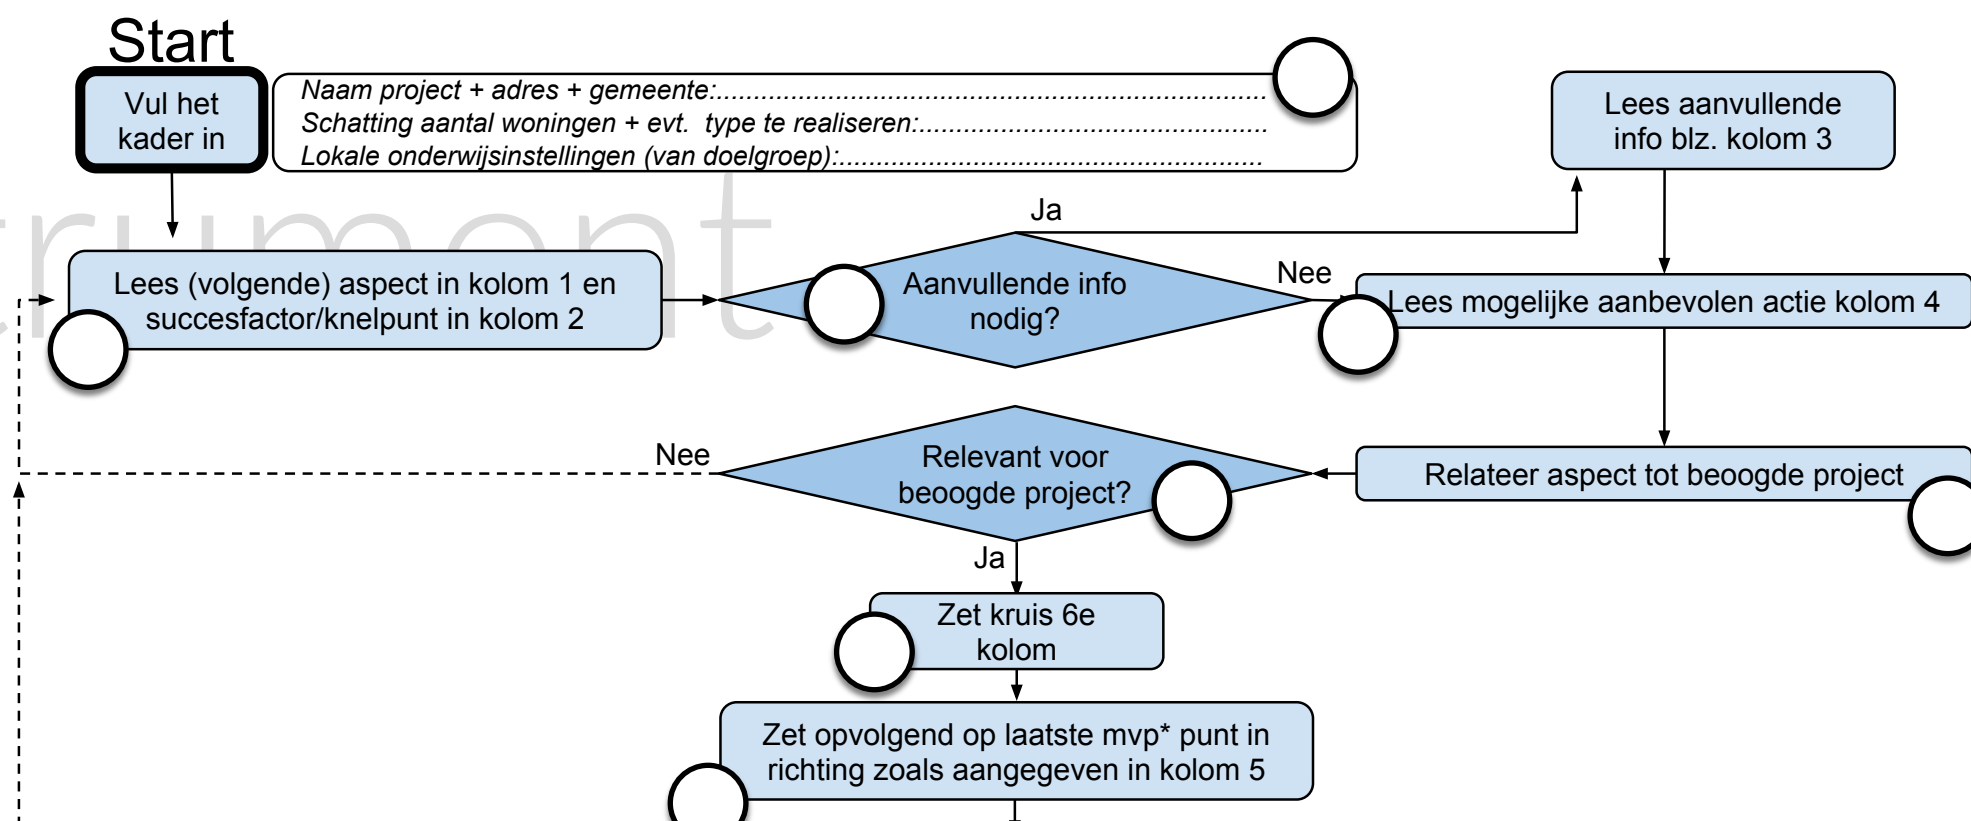 Start
Vul het
kader in
Naam project + adres + gemeente:..........................................................................
Schatting aantal woningen + evt. type te realiseren:...............................................
Lokale onderwijsinstellingen (van doelgroep):.........................................................
Lees aanvullende
info blz. kolom 3
trument
Ja
Lees (volgende) aspect in kolom 1 en
succesfactor/knelpunt in kolom 2
Aanvullende info
nodig?
Nee
Lees mogelijke aanbevolen actie kolom 4
Nee
Relevant voor
beoogde project?
Relateer aspect tot beoogde project
Ja
Zet kruis 6e
kolom
Zet opvolgend op laatste mvp* punt in
richting zoals aangegeven in kolom 5